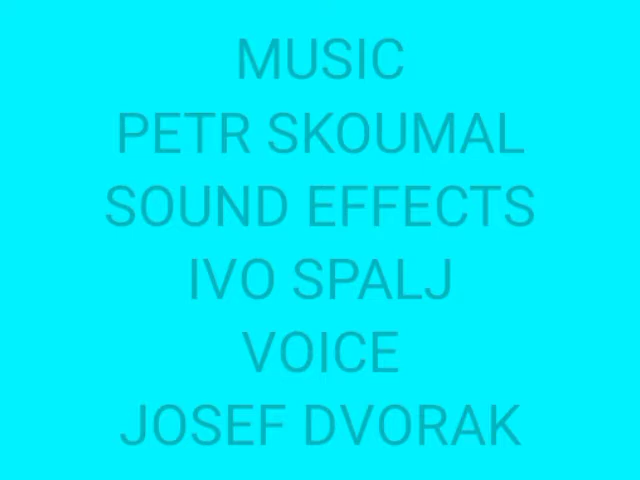 MUSIC
PETR SKOUMAL
SOUND EFFECTS
IVO SPALJ
VOICE
JOSEF DVORAK